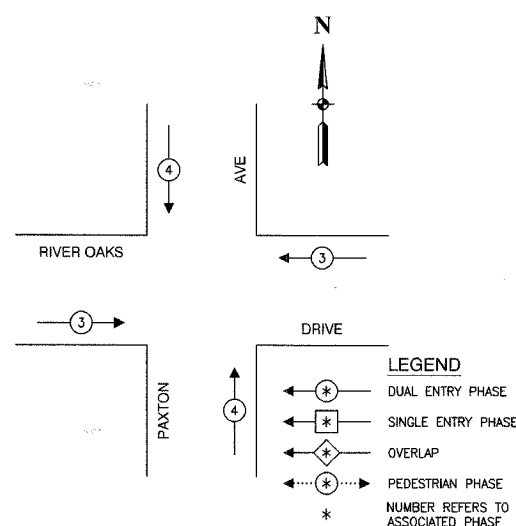 N
4
AVE
RIVER OAKS
3
3
DRIVE
PAXTON
4
LEGEND
* DUAL ENTRY PHASE
* SINGLE ENTRY PHASE
* OVERLAP
* PEDESTRIAN PHASE
* NUMBER REFERS TO
ASSOCIATED PHASE